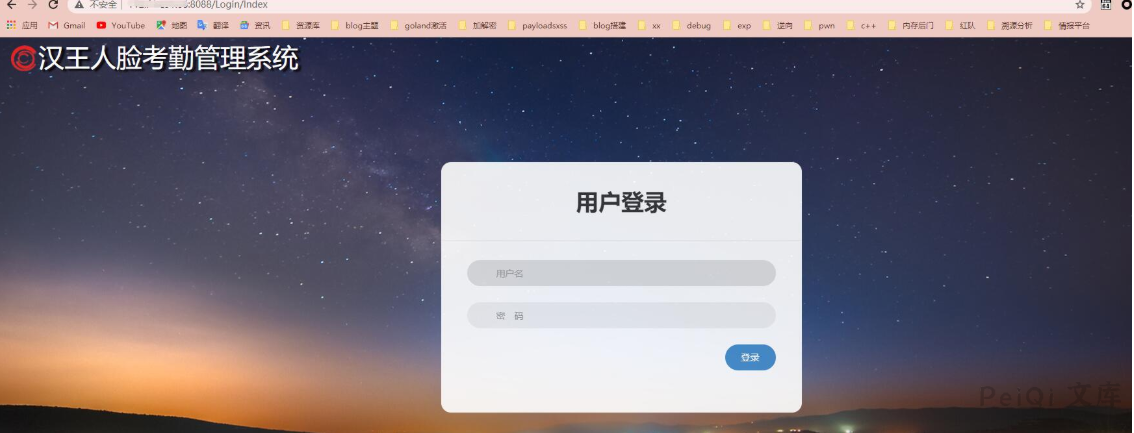 不安全 :8088/Login/Index
应用 Gmail YouTube 地图 翻译 资讯 资源库 blog主题 goland激活 加解密 payloadsxss blog搭建 xx debug exp 逆向 pwn c++ 内存后门 红队 溯源分析 情报平台
汉王人脸考勤管理系统
用户登录
用户名
密 码
登录
PeiQi 文库